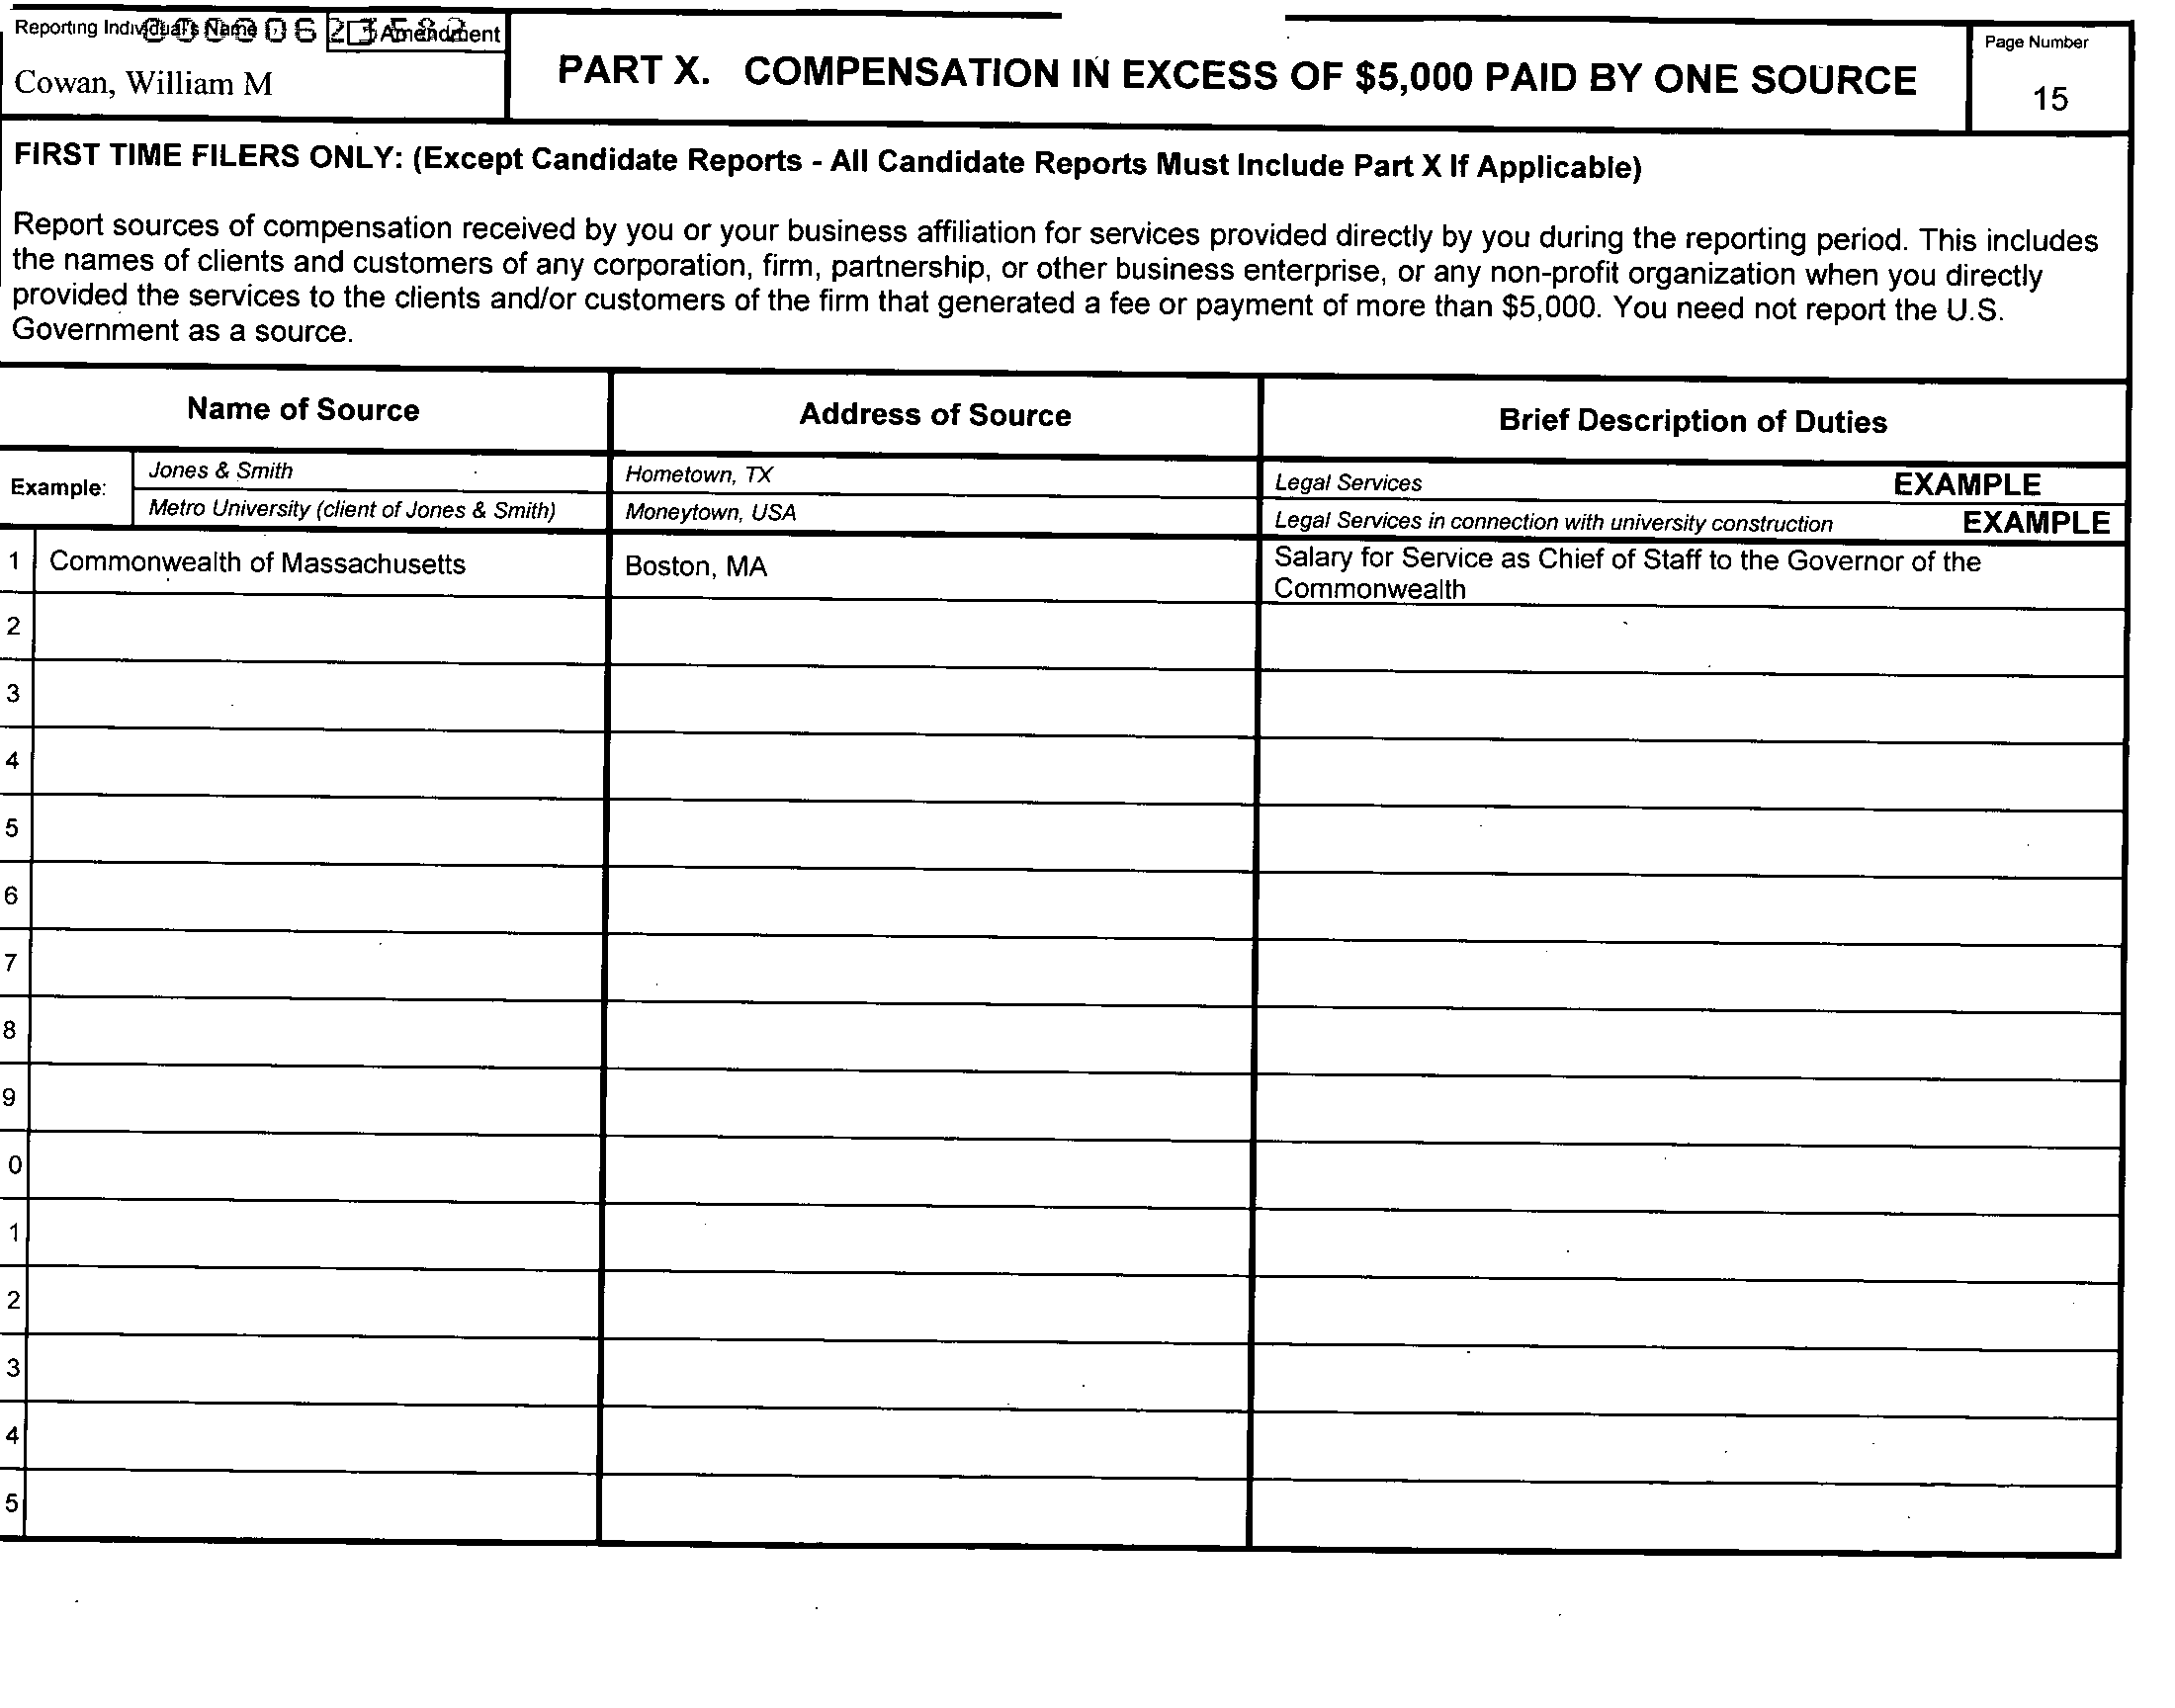 Reporting Individual's Name
Amendment
Cowan, William M
PART X. COMPENSATION IN EXCESS OF $5,000 PAID BY ONE SOURCE
Page Number
15
FIRST TIME FILERS ONLY: (Except Candidate Reports - All Candidate Reports Must Include Part X If Applicable)
Report sources of compensation received by you or your business affiliation for services provided directly by you during the reporting period. This includes
the names of clients and customers of any corporation, firm, partnership, or other business enterprise, or any non-profit organization when you directly
provided the services to the clients and/or customers of the firm that generated a fee or payment of more than $5,000. You need not report the U.S.
Government as a source.
Name of Source Address of Source Brief Description of Duties
Example:
Jones & Smith Hometown, TX Legal Services EXAMPLE
Metro University (client of Jones & Smith) Moneytown, USA Legal Services in connection with university construction EXAMPLE
1 Commonwealth of Massachusetts Boston, MA Salary for Service as Chief of Staff to the Governor of the
Commonwealth
2
3
4
5
6
7
8
9
0
1
2
3
4
5